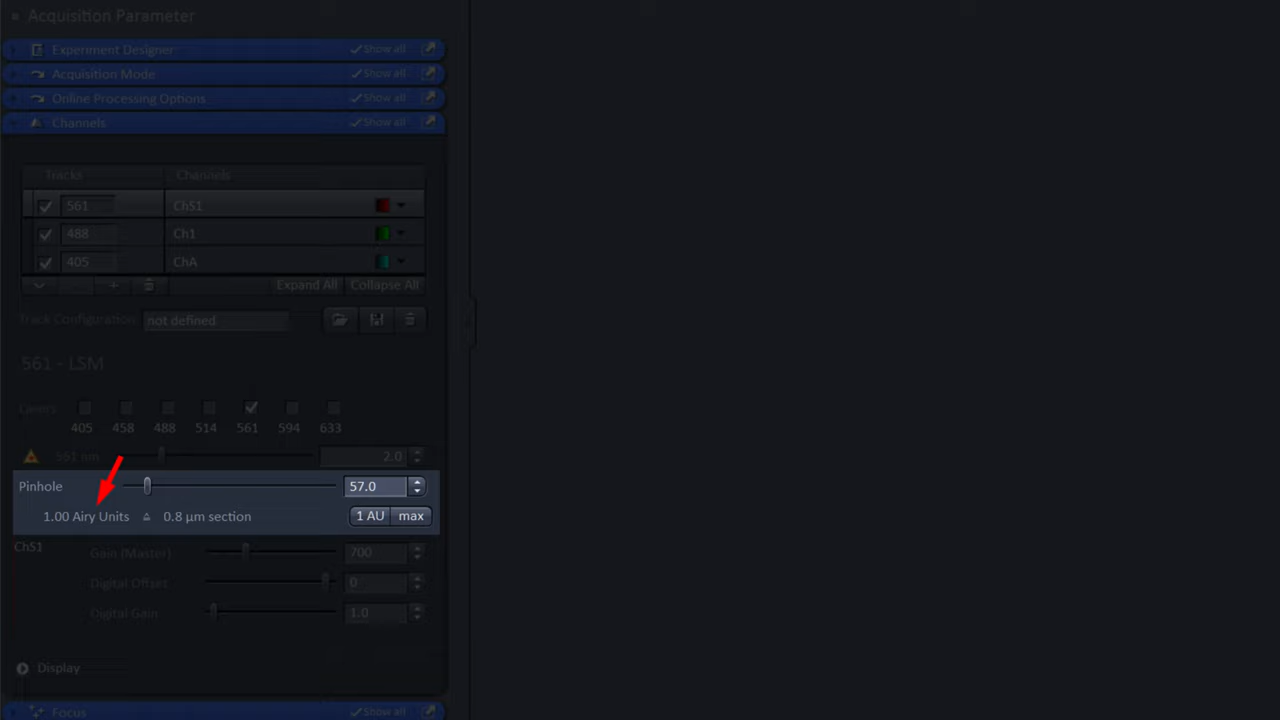 Acquisition Parameter
Experiment Designer Show all
Acquisition Mode Show all
Online Processing Options Show all
Channels Show all
Tracks Channels
561 ChS1
488 Ch1
405 ChA
Expand All Collapse All
Track Configuration: not defined
561 - LSM
Lasers
405 458 488 514 561 594 633
561 nm 2.0
Pinhole 57.0
1.00 Airy Units ≙ 0.8 µm section 1 AU max
ChS1 Gain (Master) 700
Digital Offset 0
Digital Gain 1.0
Display
Focus Show all